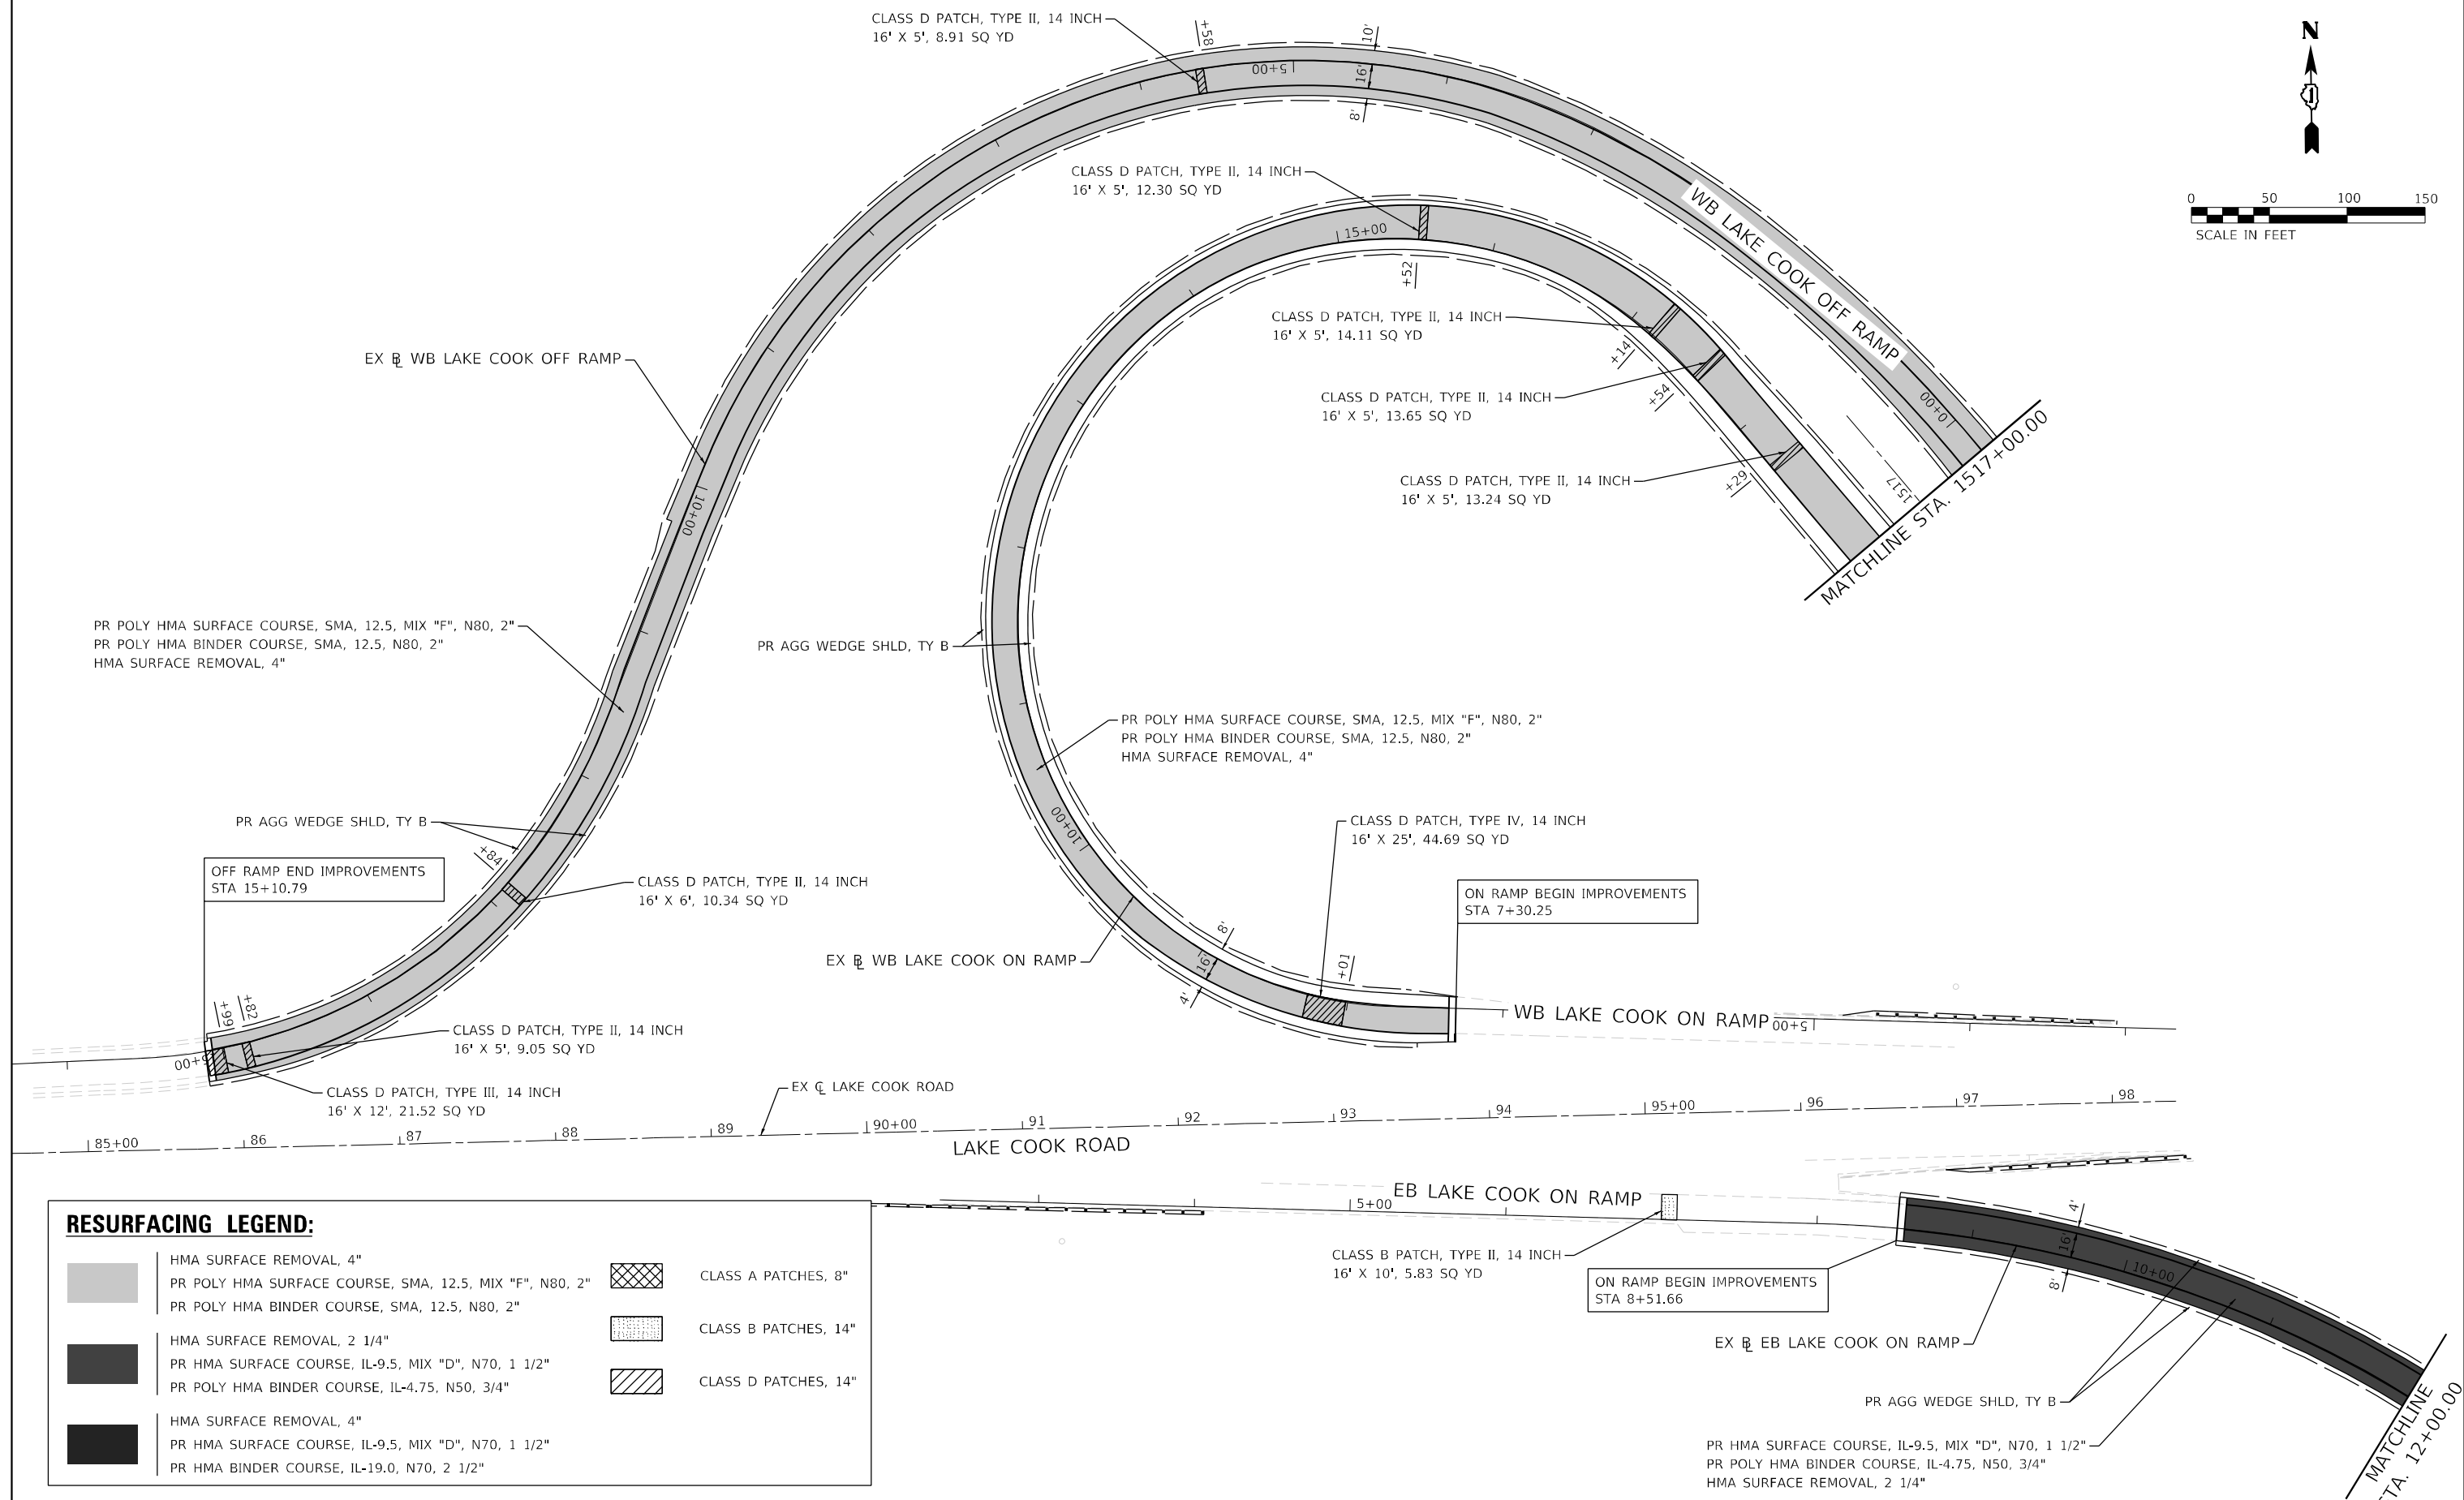 CLASS D PATCH, TYPE II, 14 INCH
16' X 5', 8.91 SQ YD
+58
10'
5+00
16'
8'
N
0 50 100 150
SCALE IN FEET
CLASS D PATCH, TYPE II, 14 INCH
16' X 5', 12.30 SQ YD
WB LAKE COOK OFF RAMP
15+00
+52
CLASS D PATCH, TYPE II, 14 INCH
16' X 5', 14.11 SQ YD
+14
EX BL WB LAKE COOK OFF RAMP
CLASS D PATCH, TYPE II, 14 INCH
16' X 5', 13.65 SQ YD
+54
0+00
CLASS D PATCH, TYPE II, 14 INCH
16' X 5', 13.24 SQ YD
+29
1517
MATCHLINE STA. 1517+00.00
10+00
PR POLY HMA SURFACE COURSE, SMA, 12.5, MIX "F", N80, 2"
PR POLY HMA BINDER COURSE, SMA, 12.5, N80, 2"
HMA SURFACE REMOVAL, 4"
PR AGG WEDGE SHLD, TY B
PR POLY HMA SURFACE COURSE, SMA, 12.5, MIX "F", N80, 2"
PR POLY HMA BINDER COURSE, SMA, 12.5, N80, 2"
HMA SURFACE REMOVAL, 4"
10+00
PR AGG WEDGE SHLD, TY B
+84
CLASS D PATCH, TYPE IV, 14 INCH
16' X 25', 44.69 SQ YD
OFF RAMP END IMPROVEMENTS
STA 15+10.79
CLASS D PATCH, TYPE II, 14 INCH
16' X 6', 10.34 SQ YD
ON RAMP BEGIN IMPROVEMENTS
STA 7+30.25
EX BL WB LAKE COOK ON RAMP
8'
16'
4'
+01
WB LAKE COOK ON RAMP
5+00
+99
+82
CLASS D PATCH, TYPE II, 14 INCH
16' X 5', 9.05 SQ YD
5+00
CLASS D PATCH, TYPE III, 14 INCH
16' X 12', 21.52 SQ YD
EX CL LAKE COOK ROAD
85+00 86 87 88 89 90+00 91 92 93 94 95+00 96 97 98
LAKE COOK ROAD
EB LAKE COOK ON RAMP
5+00
CLASS B PATCH, TYPE II, 14 INCH
16' X 10', 5.83 SQ YD
ON RAMP BEGIN IMPROVEMENTS
STA 8+51.66
4'
16'
8'
10+00
EX BL EB LAKE COOK ON RAMP
PR AGG WEDGE SHLD, TY B
PR HMA SURFACE COURSE, IL-9.5, MIX "D", N70, 1 1/2"
PR POLY HMA BINDER COURSE, IL-4.75, N50, 3/4"
HMA SURFACE REMOVAL, 2 1/4"
MATCHLINE
STA. 12+00.00
RESURFACING LEGEND:
HMA SURFACE REMOVAL, 4"
PR POLY HMA SURFACE COURSE, SMA, 12.5, MIX "F", N80, 2"
PR POLY HMA BINDER COURSE, SMA, 12.5, N80, 2"
HMA SURFACE REMOVAL, 2 1/4"
PR HMA SURFACE COURSE, IL-9.5, MIX "D", N70, 1 1/2"
PR POLY HMA BINDER COURSE, IL-4.75, N50, 3/4"
HMA SURFACE REMOVAL, 4"
PR HMA SURFACE COURSE, IL-9.5, MIX "D", N70, 1 1/2"
PR HMA BINDER COURSE, IL-19.0, N70, 2 1/2"
CLASS A PATCHES, 8"
CLASS B PATCHES, 14"
CLASS D PATCHES, 14"